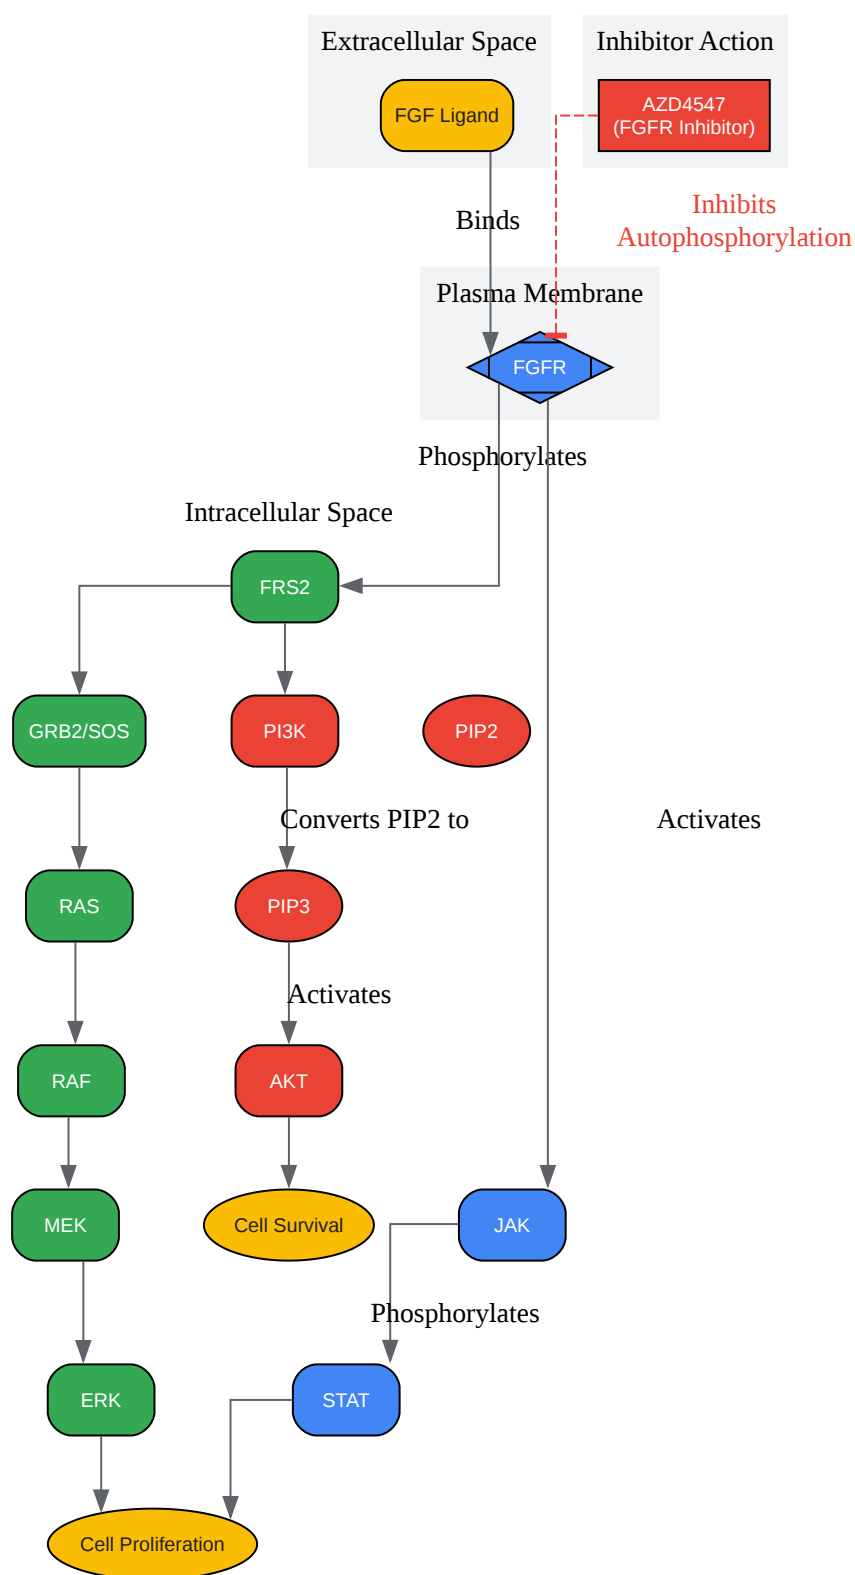 Extracellular Space
Inhibitor Action
FGF Ligand
AZD4547
(FGFR Inhibitor)
Binds
Inhibits
Autophosphorylation
Plasma Membrane
FGFR
Phosphorylates
Intracellular Space
FRS2
GRB2/SOS
PI3K
PIP2
Converts PIP2 to
Activates
RAS
PIP3
Activates
RAF
AKT
MEK
Cell Survival
JAK
Phosphorylates
ERK
STAT
Cell Proliferation